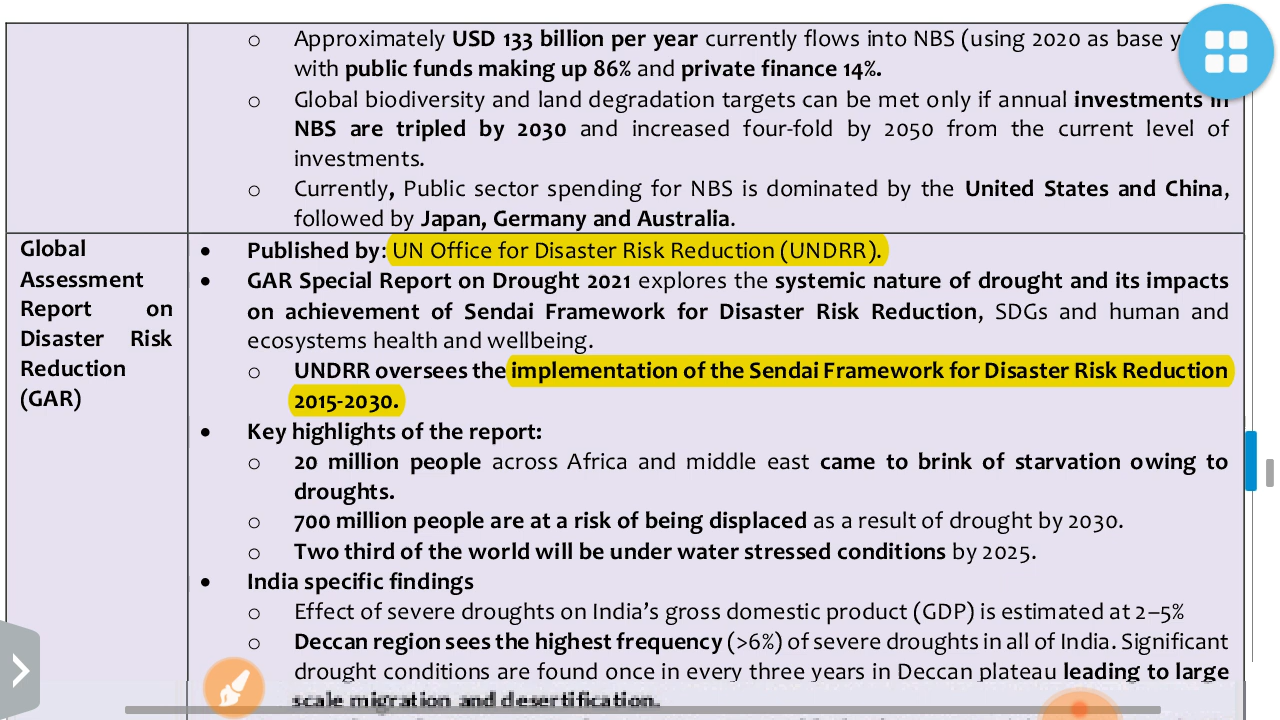 o Approximately USD 133 billion per year currently flows into NBS (using 2020 as base
with public funds making up 86% and private finance 14%.
o Global biodiversity and land degradation targets can be met only if annual investments in
NBS are tripled by 2030 and increased four-fold by 2050 from the current level of
investments.
o Currently, Public sector spending for NBS is dominated by the United States and China,
followed by Japan, Germany and Australia.
Global
Assessment
Report on
Disaster Risk
Reduction
(GAR)
• Published by: UN Office for Disaster Risk Reduction (UNDRR).
• GAR Special Report on Drought 2021 explores the systemic nature of drought and its impacts
on achievement of Sendai Framework for Disaster Risk Reduction, SDGs and human and
ecosystems health and wellbeing.
o UNDRR oversees the implementation of the Sendai Framework for Disaster Risk Reduction
2015-2030.
• Key highlights of the report:
o 20 million people across Africa and middle east came to brink of starvation owing to
droughts.
o 700 million people are at a risk of being displaced as a result of drought by 2030.
o Two third of the world will be under water stressed conditions by 2025.
• India specific findings
o Effect of severe droughts on India's gross domestic product (GDP) is estimated at 2–5%
o Deccan region sees the highest frequency (>6%) of severe droughts in all of India. Significant
drought conditions are found once in every three years in Deccan plateau leading to large
scale migration and desertification.